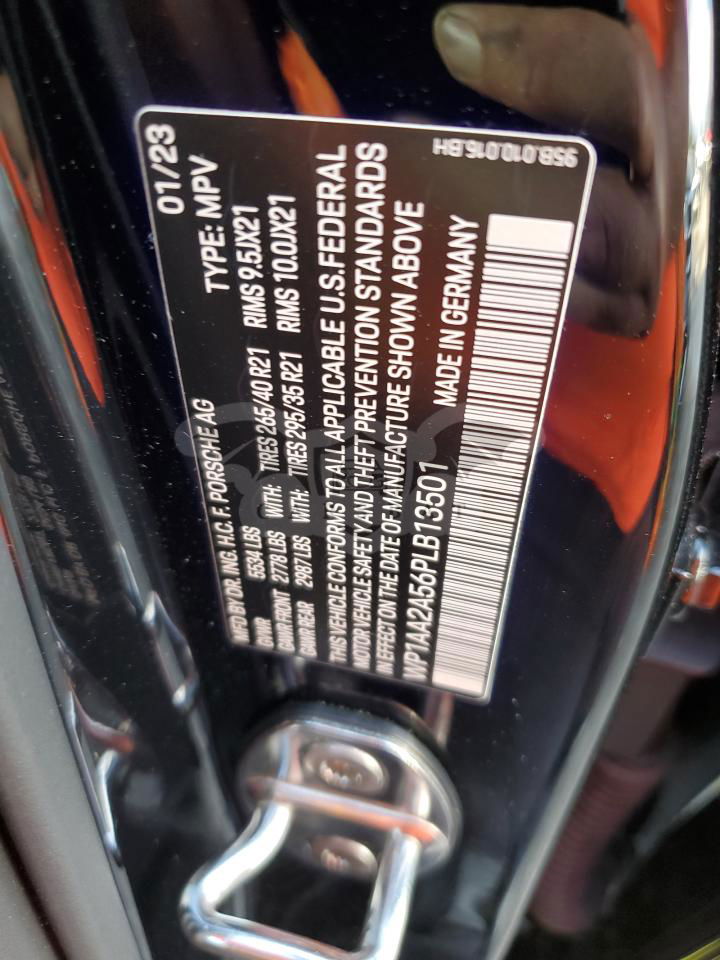 01/23
MFD BY DR. ING. H.C. F. PORSCHE AG TYPE: MPV
GVWR 5534 LBS
GAWR FRONT 2778 LBS WITH: TIRES 265/40 R21 RIMS 9.5JX21
GAWR REAR 2987 LBS WITH: TIRES 295/35 R21 RIMS 10.0JX21
THIS VEHICLE CONFORMS TO ALL APPLICABLE U.S. FEDERAL
MOTOR VEHICLE SAFETY AND THEFT PREVENTION STANDARDS
IN EFFECT ON THE DATE OF MANUFACTURE SHOWN ABOVE
WP1AA2A56PLB13501 MADE IN GERMANY
95B.010.015.BH